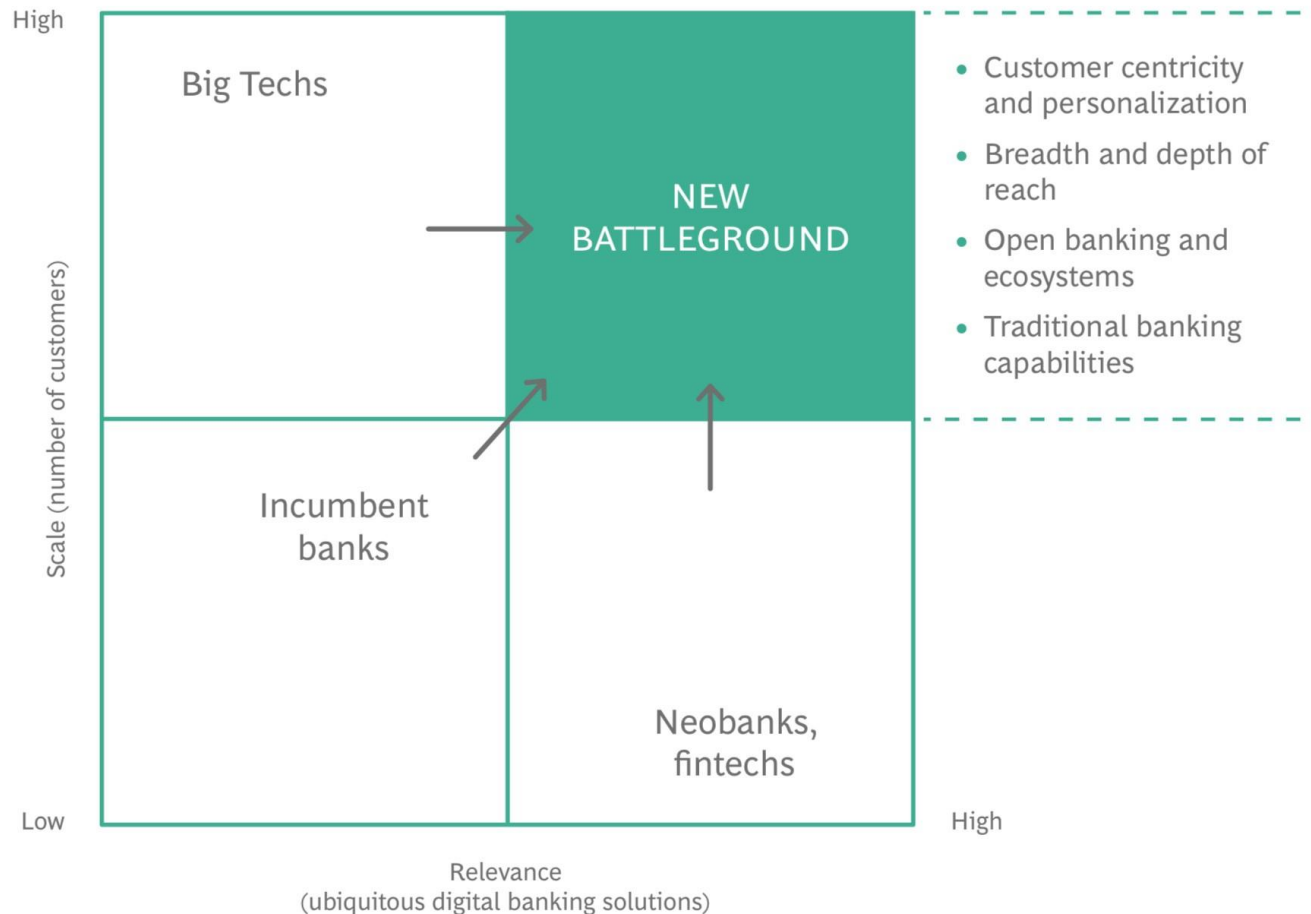 High
Big Techs
NEW
BATTLEGROUND
• Customer centricity
and personalization
• Breadth and depth of
reach
• Open banking and
ecosystems
• Traditional banking
capabilities
Scale (number of customers)
Incumbent
banks
Neobanks,
fintechs
Low
High
Relevance
(ubiquitous digital banking solutions)